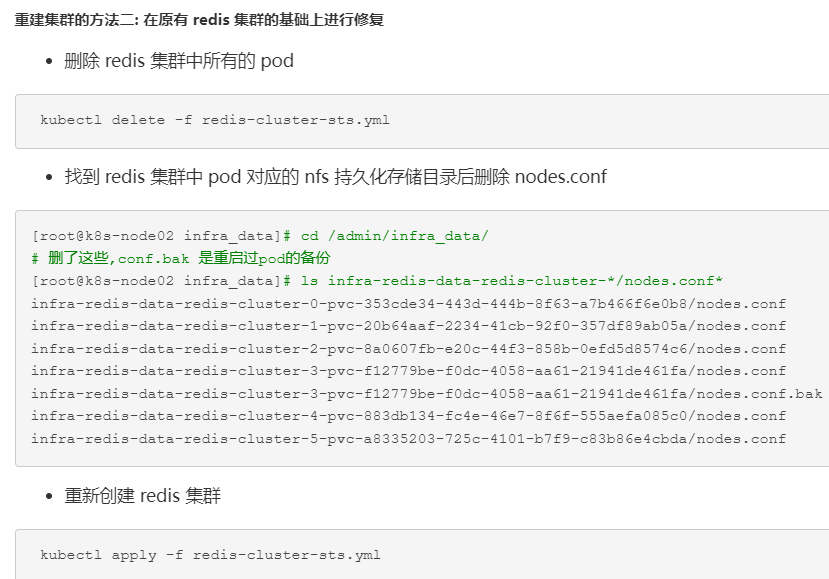 重建集群的方法二: 在原有 redis 集群的基础上进行修复
删除 redis 集群中所有的 pod
kubectl delete -f redis-cluster-sts.yml
找到 redis 集群中 pod 对应的 nfs 持久化存储目录后删除 nodes.conf
[root@k8s-node02 infra_data]# cd /admin/infra_data/
# 删了这些,conf.bak 是重启过pod的备份
[root@k8s-node02 infra_data]# ls infra-redis-data-redis-cluster-*/nodes.conf*
infra-redis-data-redis-cluster-0-pvc-353cde34-443d-444b-8f63-a7b466f6e0b8/nodes.conf
infra-redis-data-redis-cluster-1-pvc-20b64aaf-2234-41cb-92f0-357df89ab05a/nodes.conf
infra-redis-data-redis-cluster-2-pvc-8a0607fb-e20c-44f3-858b-0efd5d8574c6/nodes.conf
infra-redis-data-redis-cluster-3-pvc-f12779be-f0dc-4058-aa61-21941de461fa/nodes.conf
infra-redis-data-redis-cluster-3-pvc-f12779be-f0dc-4058-aa61-21941de461fa/nodes.conf.bak
infra-redis-data-redis-cluster-4-pvc-883db134-fc4e-46e7-8f6f-555aefa085c0/nodes.conf
infra-redis-data-redis-cluster-5-pvc-a8335203-725c-4101-b7f9-c83b86e4cbda/nodes.conf
重新创建 redis 集群
kubectl apply -f redis-cluster-sts.yml